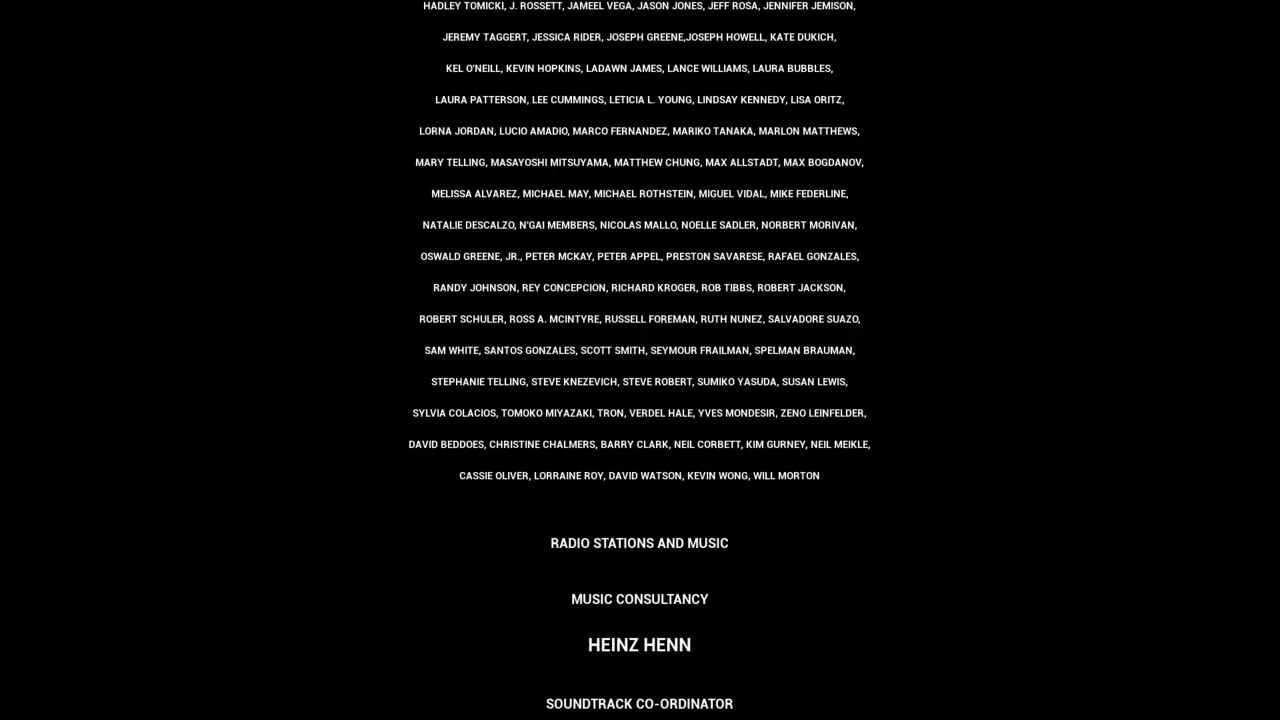 HADLEY TOMICKI, J. ROSSETT, JAMEEL VEGA, JASON JONES, JEFF ROSA, JENNIFER JEMISON,
JEREMY TAGGERT, JESSICA RIDER, JOSEPH GREENE,JOSEPH HOWELL, KATE DUKICH,
KEL O'NEILL, KEVIN HOPKINS, LADAWN JAMES, LANCE WILLIAMS, LAURA BUBBLES,
LAURA PATTERSON, LEE CUMMINGS, LETICIA L. YOUNG, LINDSAY KENNEDY, LISA ORITZ,
LORNA JORDAN, LUCIO AMADIO, MARCO FERNANDEZ, MARIKO TANAKA, MARLON MATTHEWS,
MARY TELLING, MASAYOSHI MITSUYAMA, MATTHEW CHUNG, MAX ALLSTADT, MAX BOGDANOV,
MELISSA ALVAREZ, MICHAEL MAY, MICHAEL ROTHSTEIN, MIGUEL VIDAL, MIKE FEDERLINE,
NATALIE DESCALZO, N'GAI MEMBERS, NICOLAS MALLO, NOELLE SADLER, NORBERT MORIVAN,
OSWALD GREENE, JR., PETER MCKAY, PETER APPEL, PRESTON SAVARESE, RAFAEL GONZALES,
RANDY JOHNSON, REY CONCEPCION, RICHARD KROGER, ROB TIBBS, ROBERT JACKSON,
ROBERT SCHULER, ROSS A. MCINTYRE, RUSSELL FOREMAN, RUTH NUNEZ, SALVADORE SUAZO,
SAM WHITE, SANTOS GONZALES, SCOTT SMITH, SEYMOUR FRAILMAN, SPELMAN BRAUMAN,
STEPHANIE TELLING, STEVE KNEZEVICH, STEVE ROBERT, SUMIKO YASUDA, SUSAN LEWIS,
SYLVIA COLACIOS, TOMOKO MIYAZAKI, TRON, VERDEL HALE, YVES MONDESIR, ZENO LEINFELDER,
DAVID BEDDOES, CHRISTINE CHALMERS, BARRY CLARK, NEIL CORBETT, KIM GURNEY, NEIL MEIKLE,
CASSIE OLIVER, LORRAINE ROY, DAVID WATSON, KEVIN WONG, WILL MORTON
RADIO STATIONS AND MUSIC
MUSIC CONSULTANCY
HEINZ HENN
SOUNDTRACK CO-ORDINATOR